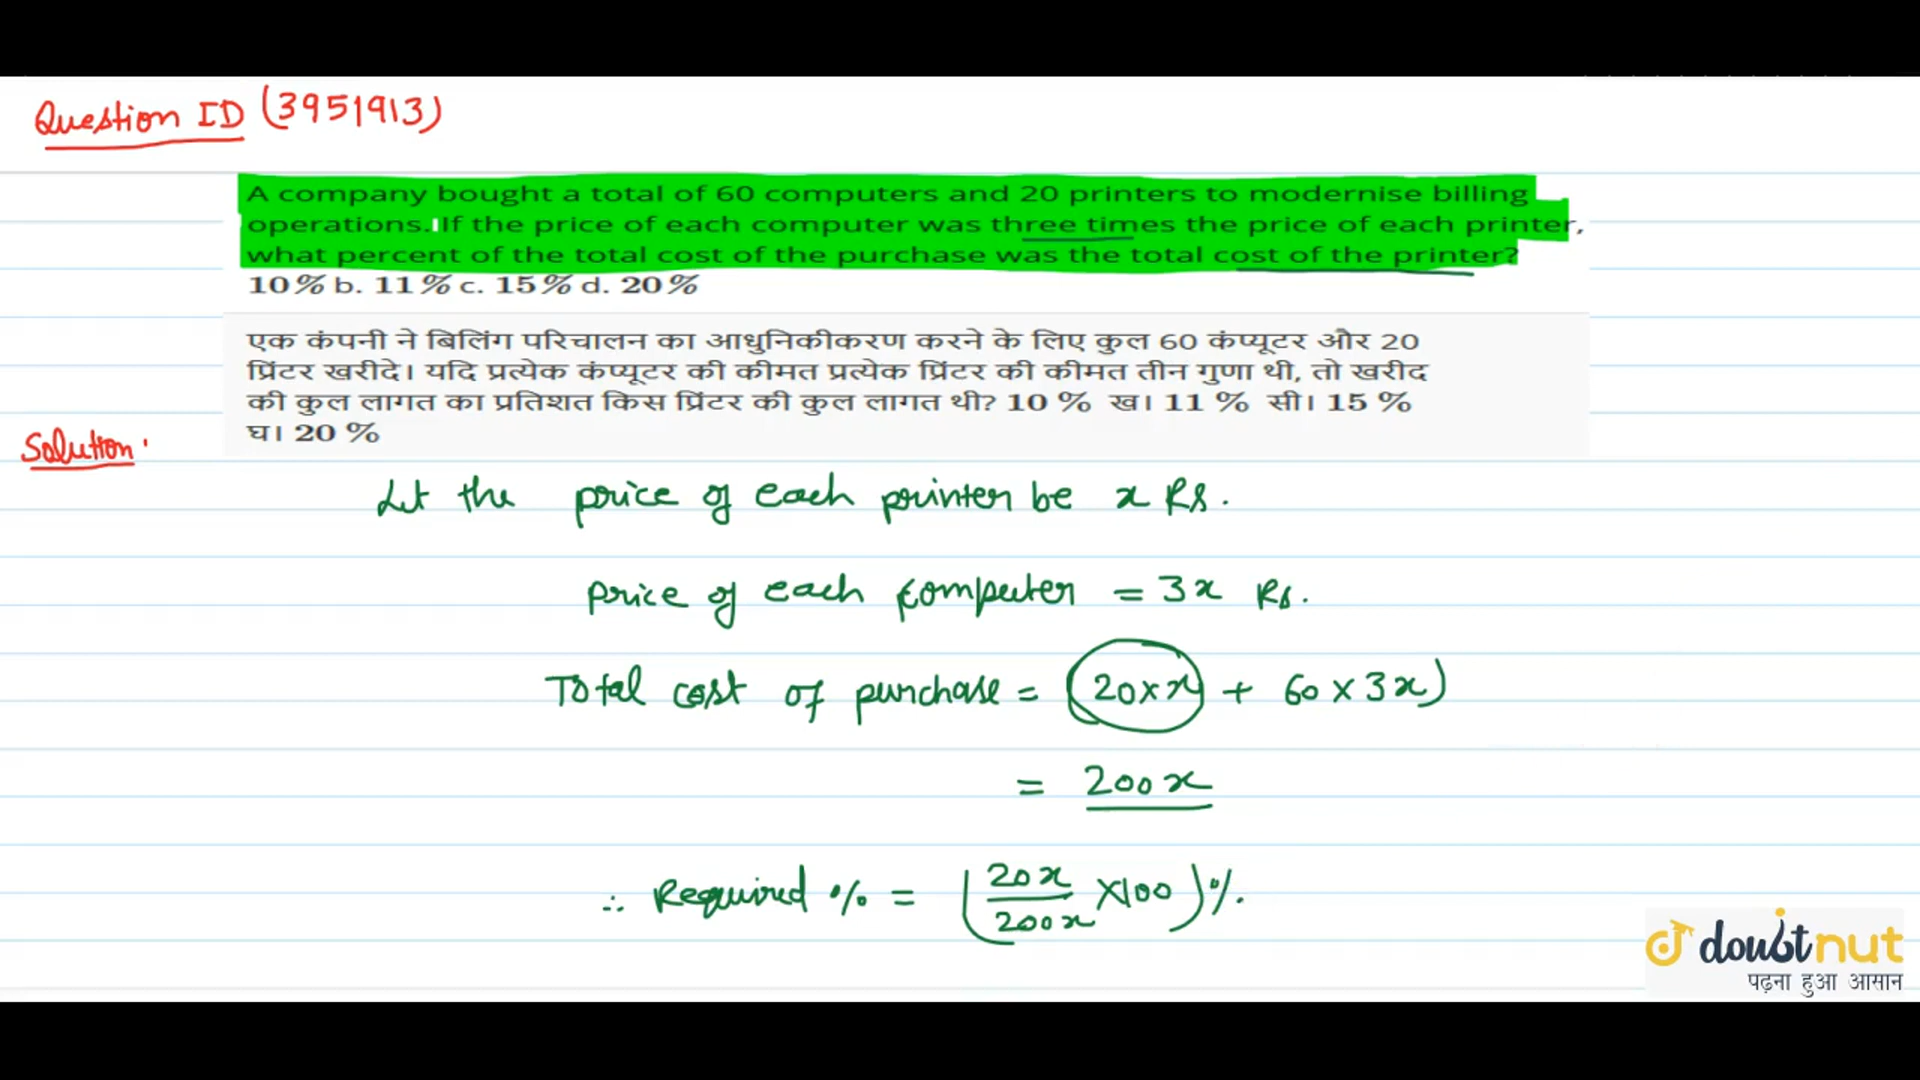 Question ID (3951913)
A company bought a total of 60 computers and 20 printers to modernise billing
operations. If the price of each computer was three times the price of each printer,
what percent of the total cost of the purchase was the total cost of the printer?
10% b. 11% c. 15% d. 20%
एक कंपनी ने बिलिंग परिचालन का आधुनिकीकरण करने के लिए कुल 60 कंप्यूटर और 20
प्रिंटर खरीदे। यदि प्रत्येक कंप्यूटर की कीमत प्रत्येक प्रिंटर की कीमत तीन गुणा थी, तो खरीद
की कुल लागत का प्रतिशत किस प्रिंटर की कुल लागत थी? 10 % ख। 11 % सी। 15 %
घ। 20 %
Solution.
Let the price of each printer be x Rs.
Price of each computer = 3x Rs.
Total cost of purchase = (20×x + 60×3x)
= 200x
∴ Required % = (20x/200x ×100)%.
doubtnut
पढ़ना हुआ आसान